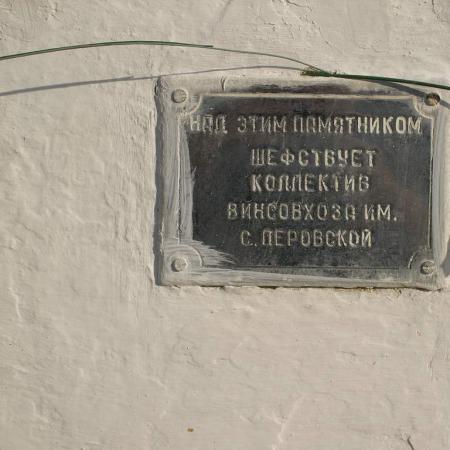 НАД ЭТИМ ПАМЯТНИКОМ
ШЕФСТВУЕТ
КОЛЛЕКТИВ
ВИНСОВХОЗА ИМ.
С. ПЕРОВСКОЙ